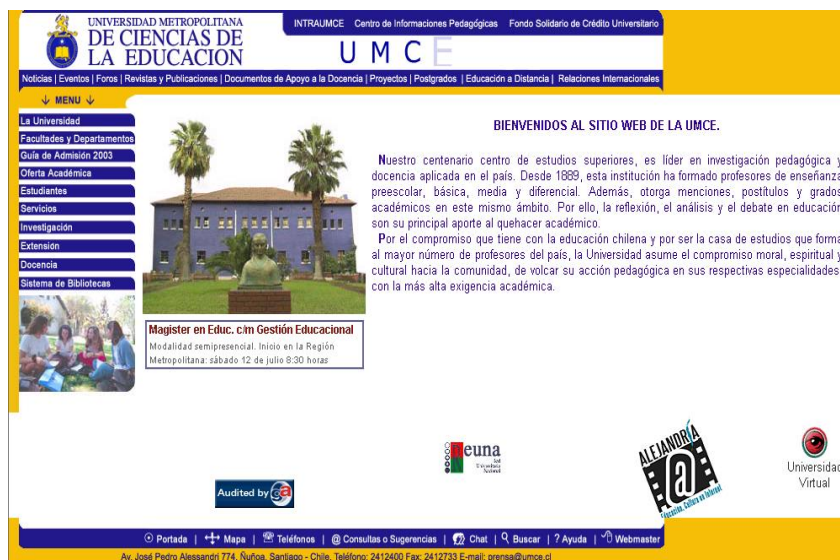 UNIVERSIDAD METROPOLITANA
DE CIENCIAS DE
LA EDUCACION
INTRAUMCE Centro de Informaciones Pedagógicas Fondo Solidario de Crédito Universitario
UMCE
Noticias | Eventos | Foros | Revistas y Publicaciones | Documentos de Apoyo a la Docencia | Proyectos | Postgrados | Educación a Distancia | Relaciones Internacionales
MENU
La Universidad
Facultades y Departamentos
Guía de Admisión 2003
Oferta Académica
Estudiantes
Servicios
Investigación
Extensión
Docencia
Sistema de Bibliotecas
Magister en Educ. c/m Gestión Educacional
Modalidad semipresencial. Inicio en la Región
Metropolitana: sábado 12 de julio 8:30 horas
BIENVENIDOS AL SITIO WEB DE LA UMCE.
Nuestro centenario centro de estudios superiores, es líder en investigación pedagógica y
docencia aplicada en el país. Desde 1889, esta institución ha formado profesores de enseñanza
preescolar, básica, media y diferencial. Además, otorga menciones, postítulos y grados
académicos en este mismo ámbito. Por ello, la reflexión, el análisis y el debate en educación
son su principal aporte al quehacer académico.
Por el compromiso que tiene con la educación chilena y por ser la casa de estudios que forma
al mayor número de profesores del país, la Universidad asume el compromiso moral, espiritual y
cultural hacia la comunidad, de volcar su acción pedagógica en sus respectivas especialidades
con la más alta exigencia académica.
Audited by
reuna
Red
Universitaria
Nacional
ALEJANDRÍA
@
Educación, Cultura en Internet
Universidad
Virtual
Portada | Mapa | Teléfonos | @ Consultas o Sugerencias | Chat | Buscar | ? Ayuda | Webmaster
Av. José Pedro Alessandri 774, Ñuñoa, Santiago - Chile. Teléfono: 2412400 Fax: 2412733 E-mail: prensa@umce.cl